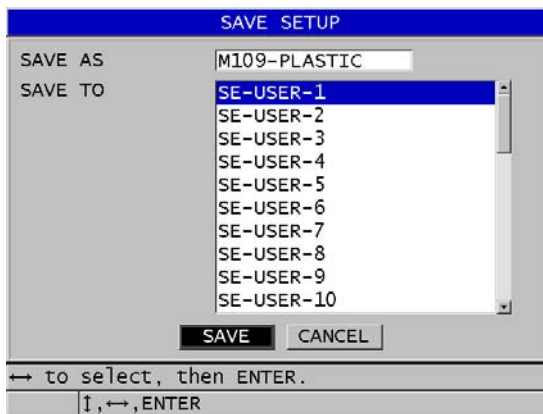 SAVE SETUP
SAVE AS M109-PLASTIC
SAVE TO SE-USER-1
SE-USER-2
SE-USER-3
SE-USER-4
SE-USER-5
SE-USER-6
SE-USER-7
SE-USER-8
SE-USER-9
SE-USER-10
SAVE CANCEL
↔ to select, then ENTER.
↕,↔,ENTER